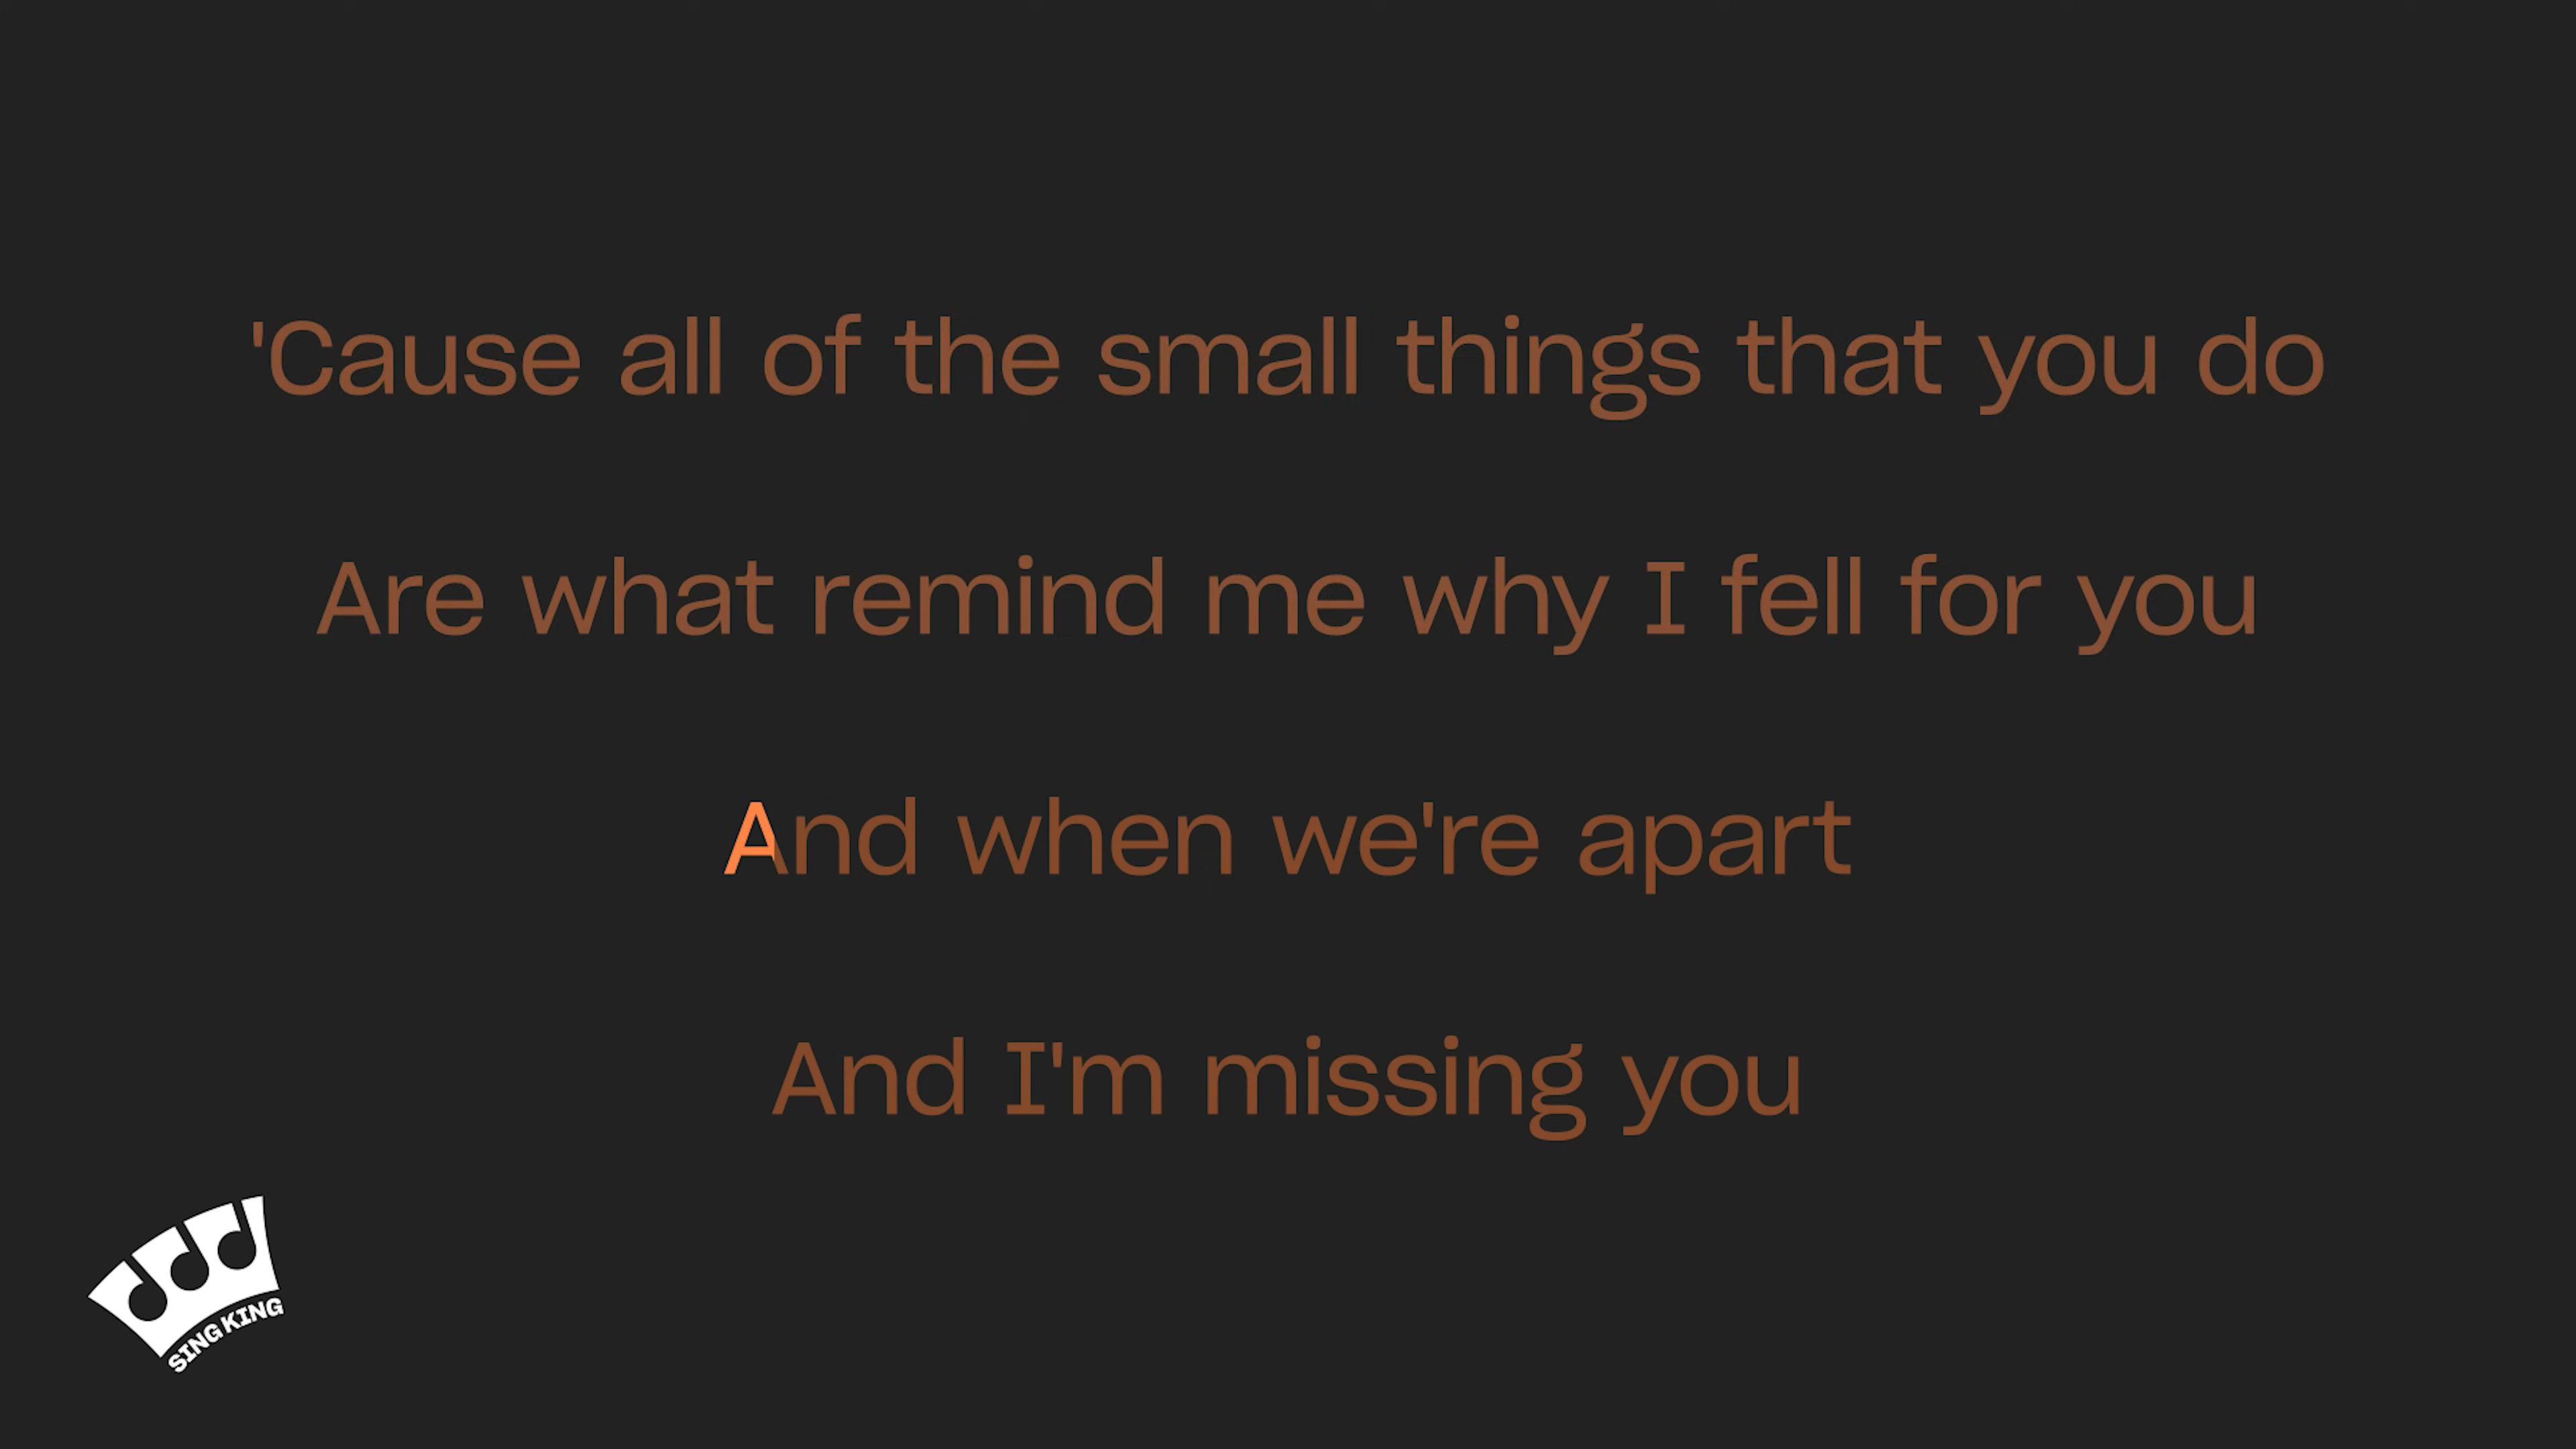 'Cause all of the small things that you do
Are what remind me why I fell for you
And when we're apart
And I'm missing you
SING KING